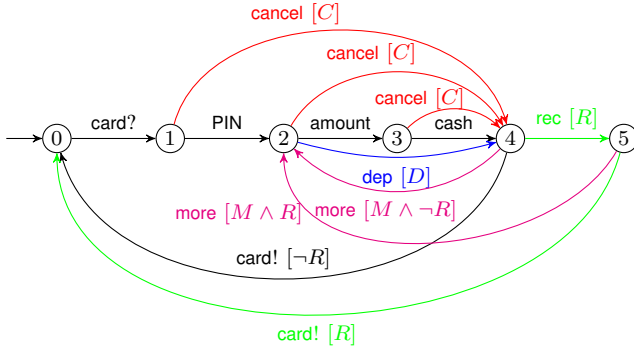 cancel [C]
cancel [C]
cancel [C]
rec [R]
card?
PIN
amount
cash
0
1
2
3
4
5
dep [D]
more [M ∧ R]
more [M ∧ ¬R]
card! [¬R]
card! [R]